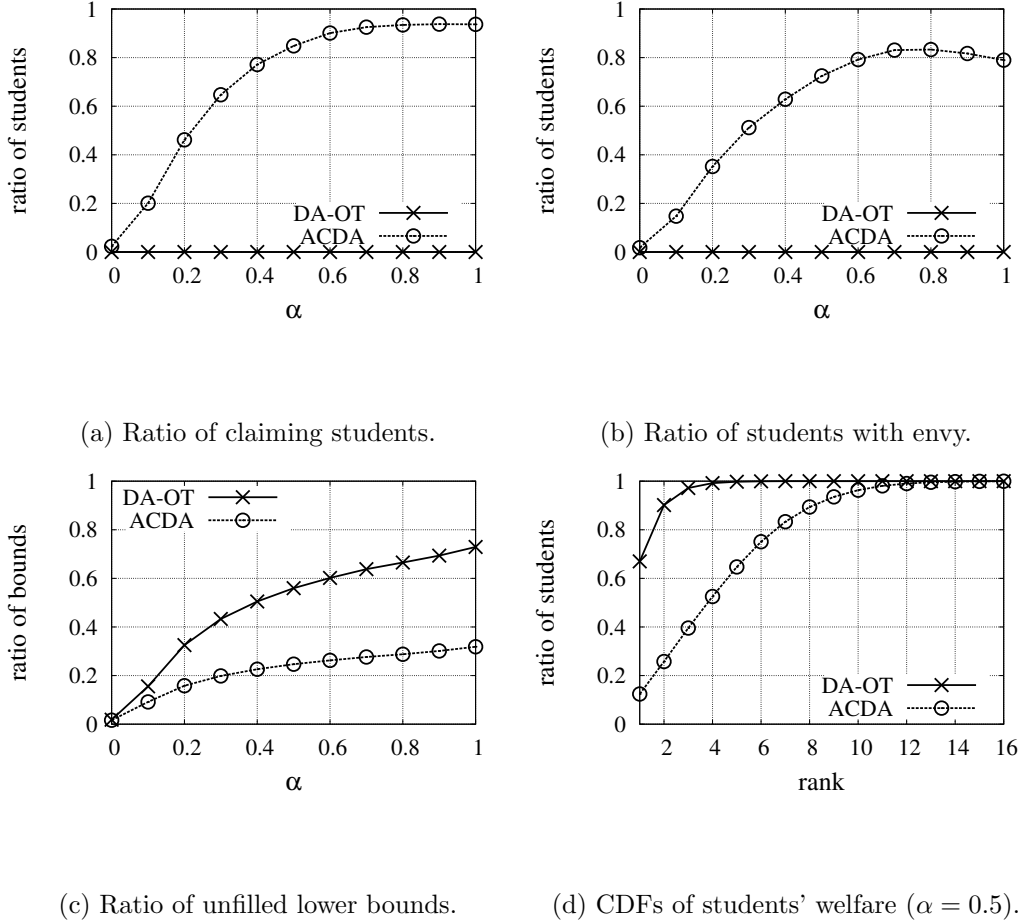 ratio of students
1
0.8
0.6
0.4
0.2
0
0 0.2 0.4 0.6 0.8 1
α
DA-OT
ACDA
(a) Ratio of claiming students.
ratio of students
1
0.8
0.6
0.4
0.2
0
0 0.2 0.4 0.6 0.8 1
α
DA-OT
ACDA
(b) Ratio of students with envy.
ratio of bounds
1
0.8
0.6
0.4
0.2
0
0 0.2 0.4 0.6 0.8 1
α
DA-OT
ACDA
(c) Ratio of unfilled lower bounds.
ratio of students
1
0.8
0.6
0.4
0.2
0
2 4 6 8 10 12 14 16
rank
DA-OT
ACDA
(d) CDFs of students' welfare (α = 0.5).